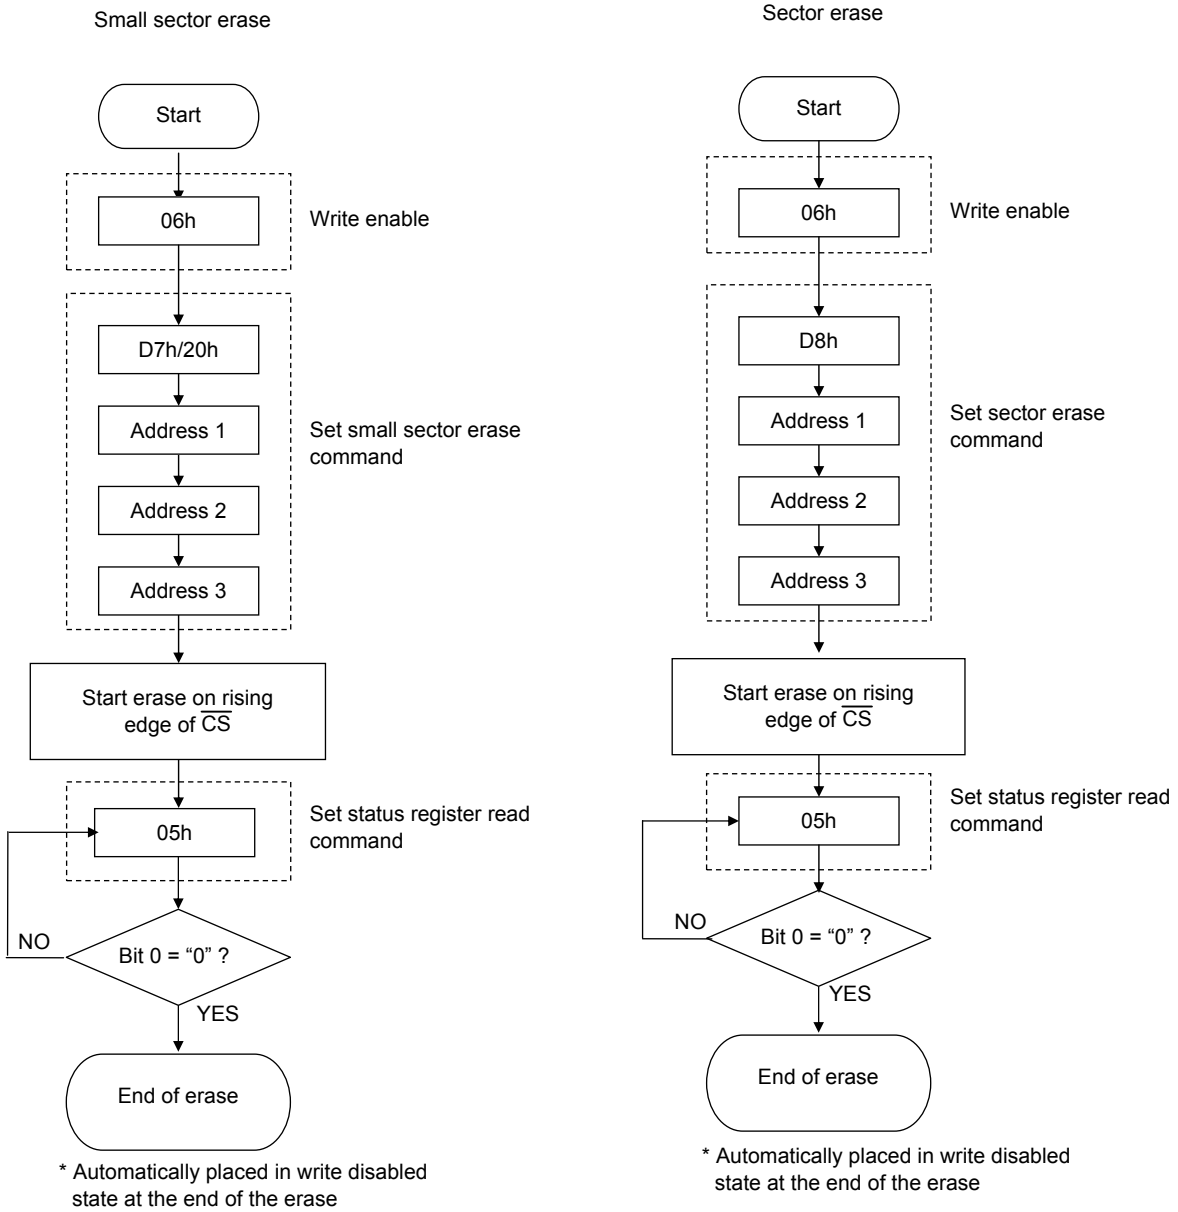 Small sector erase
Start
06h
Write enable
D7h/20h
Address 1
Set small sector erase
command
Address 2
Address 3
Start erase on rising
edge of C̅S̅
05h
Set status register read
command
NO
Bit 0 = “0” ?
YES
End of erase
* Automatically placed in write disabled
state at the end of the erase
Sector erase
Start
06h
Write enable
D8h
Address 1
Set sector erase
command
Address 2
Address 3
Start erase on rising
edge of C̅S̅
05h
Set status register read
command
NO
Bit 0 = “0” ?
YES
End of erase
* Automatically placed in write disabled
state at the end of the erase